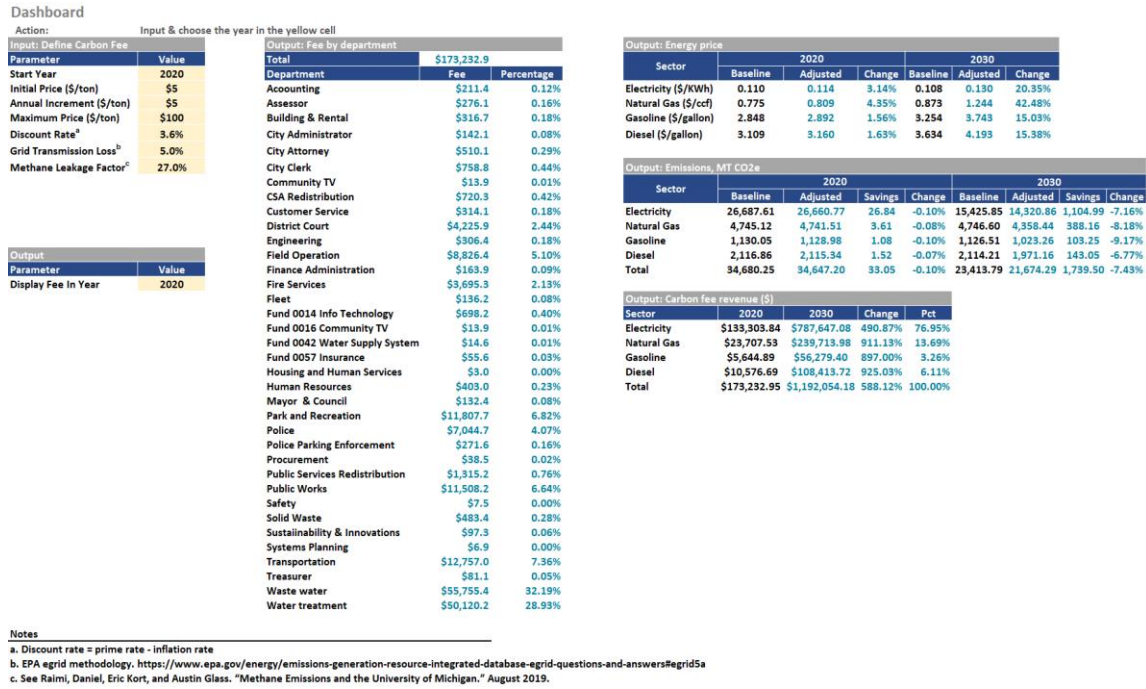 Dashboard
Action: Input & choose the year in the yellow cell
Input: Define Carbon Fee
Parameter Value
Start Year 2020
Initial Price ($/ton) $5
Annual Increment ($/ton) $5
Maximum Price ($/ton) $100
Discount Rateᵃ 3.6%
Grid Transmission Lossᵇ 5.0%
Methane Leakage Factorᶜ 27.0%
Output
Parameter Value
Display Fee In Year 2020
Output: Fee by department
Total $173,232.9
Department Fee Percentage
Acoounting $211.4 0.12%
Assessor $276.1 0.16%
Building & Rental $316.7 0.18%
City Administrator $142.1 0.08%
City Attorney $510.1 0.29%
City Clerk $758.8 0.44%
Community TV $13.9 0.01%
CSA Redistribution $720.3 0.42%
Customer Service $314.1 0.18%
District Court $4,225.9 2.44%
Engineering $306.4 0.18%
Field Operation $8,826.4 5.10%
Finance Administration $163.9 0.09%
Fire Services $3,695.3 2.13%
Fleet $136.2 0.08%
Fund 0014 Info Technology $698.2 0.40%
Fund 0016 Community TV $13.9 0.01%
Fund 0042 Water Supply System $14.6 0.01%
Fund 0057 Insurance $55.6 0.03%
Housing and Human Services $3.0 0.00%
Human Resources $403.0 0.23%
Mayor & Council $132.4 0.08%
Park and Recreation $11,807.7 6.82%
Police $7,044.7 4.07%
Police Parking Enforcement $271.6 0.16%
Procurement $38.5 0.02%
Public Services Redistribution $1,315.2 0.76%
Public Works $11,508.2 6.64%
Safety $7.5 0.00%
Solid Waste $483.4 0.28%
Sustaiinability & Innovations $97.3 0.06%
Systems Planning $6.9 0.00%
Transportation $12,757.0 7.36%
Treasurer $81.1 0.05%
Waste water $55,755.4 32.19%
Water treatment $50,120.2 28.93%
Output: Energy price
Sector 2020 2030
Baseline Adjusted Change Baseline Adjusted Change
Electricity ($/KWh) 0.110 0.114 3.14% 0.108 0.130 20.35%
Natural Gas ($/ccf) 0.775 0.809 4.35% 0.873 1.244 42.48%
Gasoline ($/gallon) 2.848 2.892 1.56% 3.254 3.743 15.03%
Diesel ($/gallon) 3.109 3.160 1.63% 3.634 4.193 15.38%
Output: Emissions, MT CO2e
Sector 2020 2030
Baseline Adjusted Savings Change Baseline Adjusted Savings Change
Electricity 26,687.61 26,660.77 26.84 -0.10% 15,425.85 14,320.86 1,104.99 -7.16%
Natural Gas 4,745.12 4,741.51 3.61 -0.08% 4,746.60 4,358.44 388.16 -8.18%
Gasoline 1,130.05 1,128.98 1.08 -0.10% 1,126.51 1,023.26 103.25 -9.17%
Diesel 2,116.86 2,115.34 1.52 -0.07% 2,114.21 1,971.16 143.05 -6.77%
Total 34,680.25 34,647.20 33.05 -0.10% 23,413.79 21,674.29 1,739.50 -7.43%
Output: Carbon fee revenue ($)
Sector 2020 2030 Change Pct
Electricity $133,303.84 $787,647.08 490.87% 76.95%
Natural Gas $23,707.53 $239,713.98 911.13% 13.69%
Gasoline $5,644.89 $56,279.40 897.00% 3.26%
Diesel $10,576.69 $108,413.72 925.03% 6.11%
Total $173,232.95 $1,192,054.18 588.12% 100.00%
Notes
a. Discount rate = prime rate - inflation rate
b. EPA egrid methodology. https://www.epa.gov/energy/emissions-generation-resource-integrated-database-egrid-questions-and-answers#egrid5a
c. See Raimi, Daniel, Eric Kort, and Austin Glass. “Methane Emissions and the University of Michigan.” August 2019.